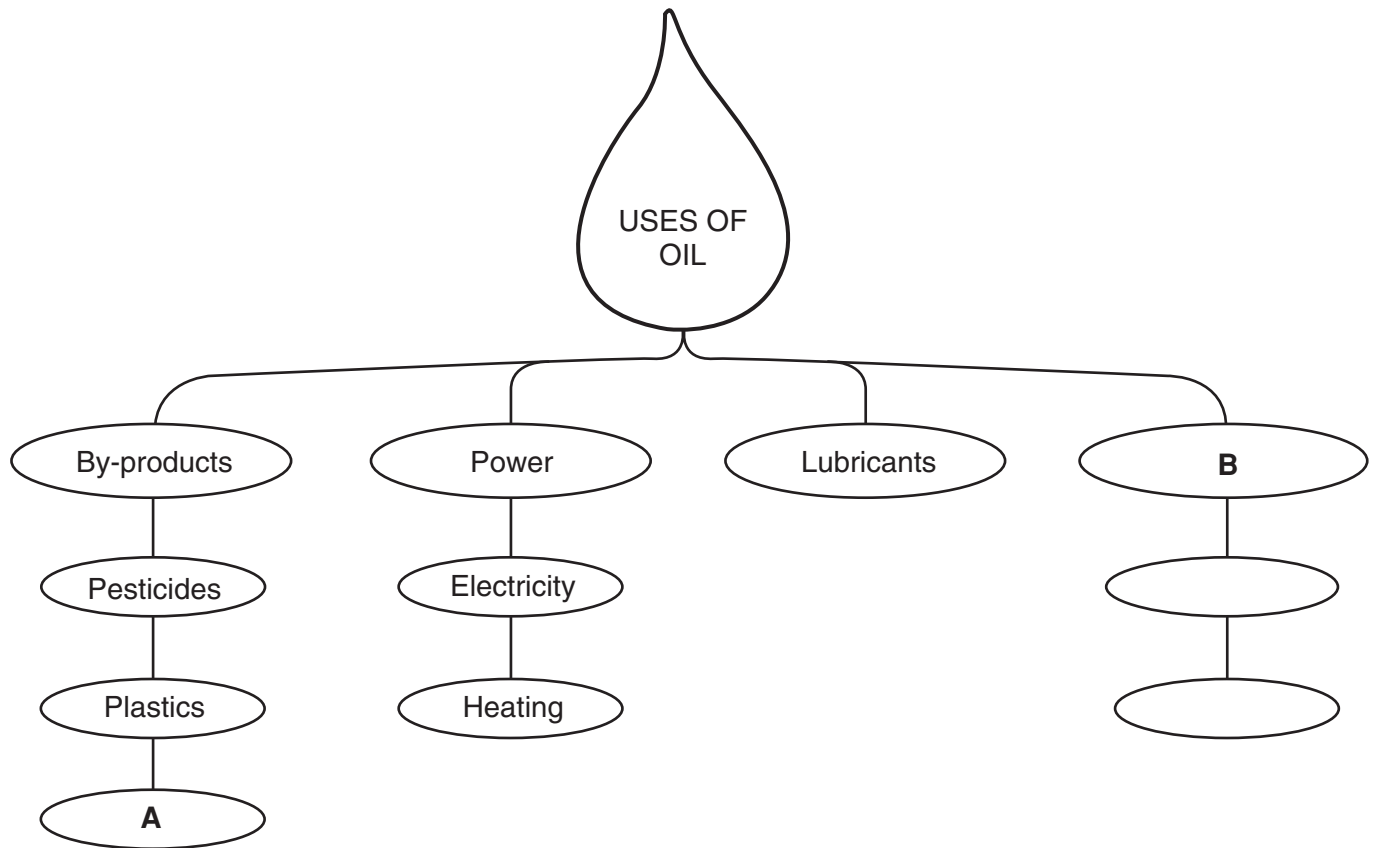 USES OF
OIL
By-products
Power
Lubricants
B
Pesticides
Electricity
Plastics
Heating
A